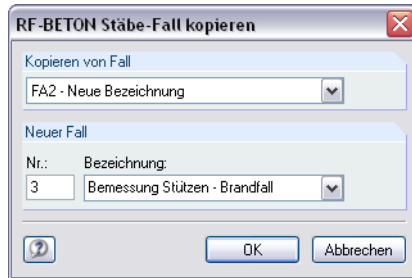 RF-BETON Stäbe-Fall kopieren
Kopieren von Fall
FA2 - Neue Bezeichnung
Neuer Fall
Nr.: Bezeichnung:
3 Bemessung Stützen - Brandfall
OK Abbrechen